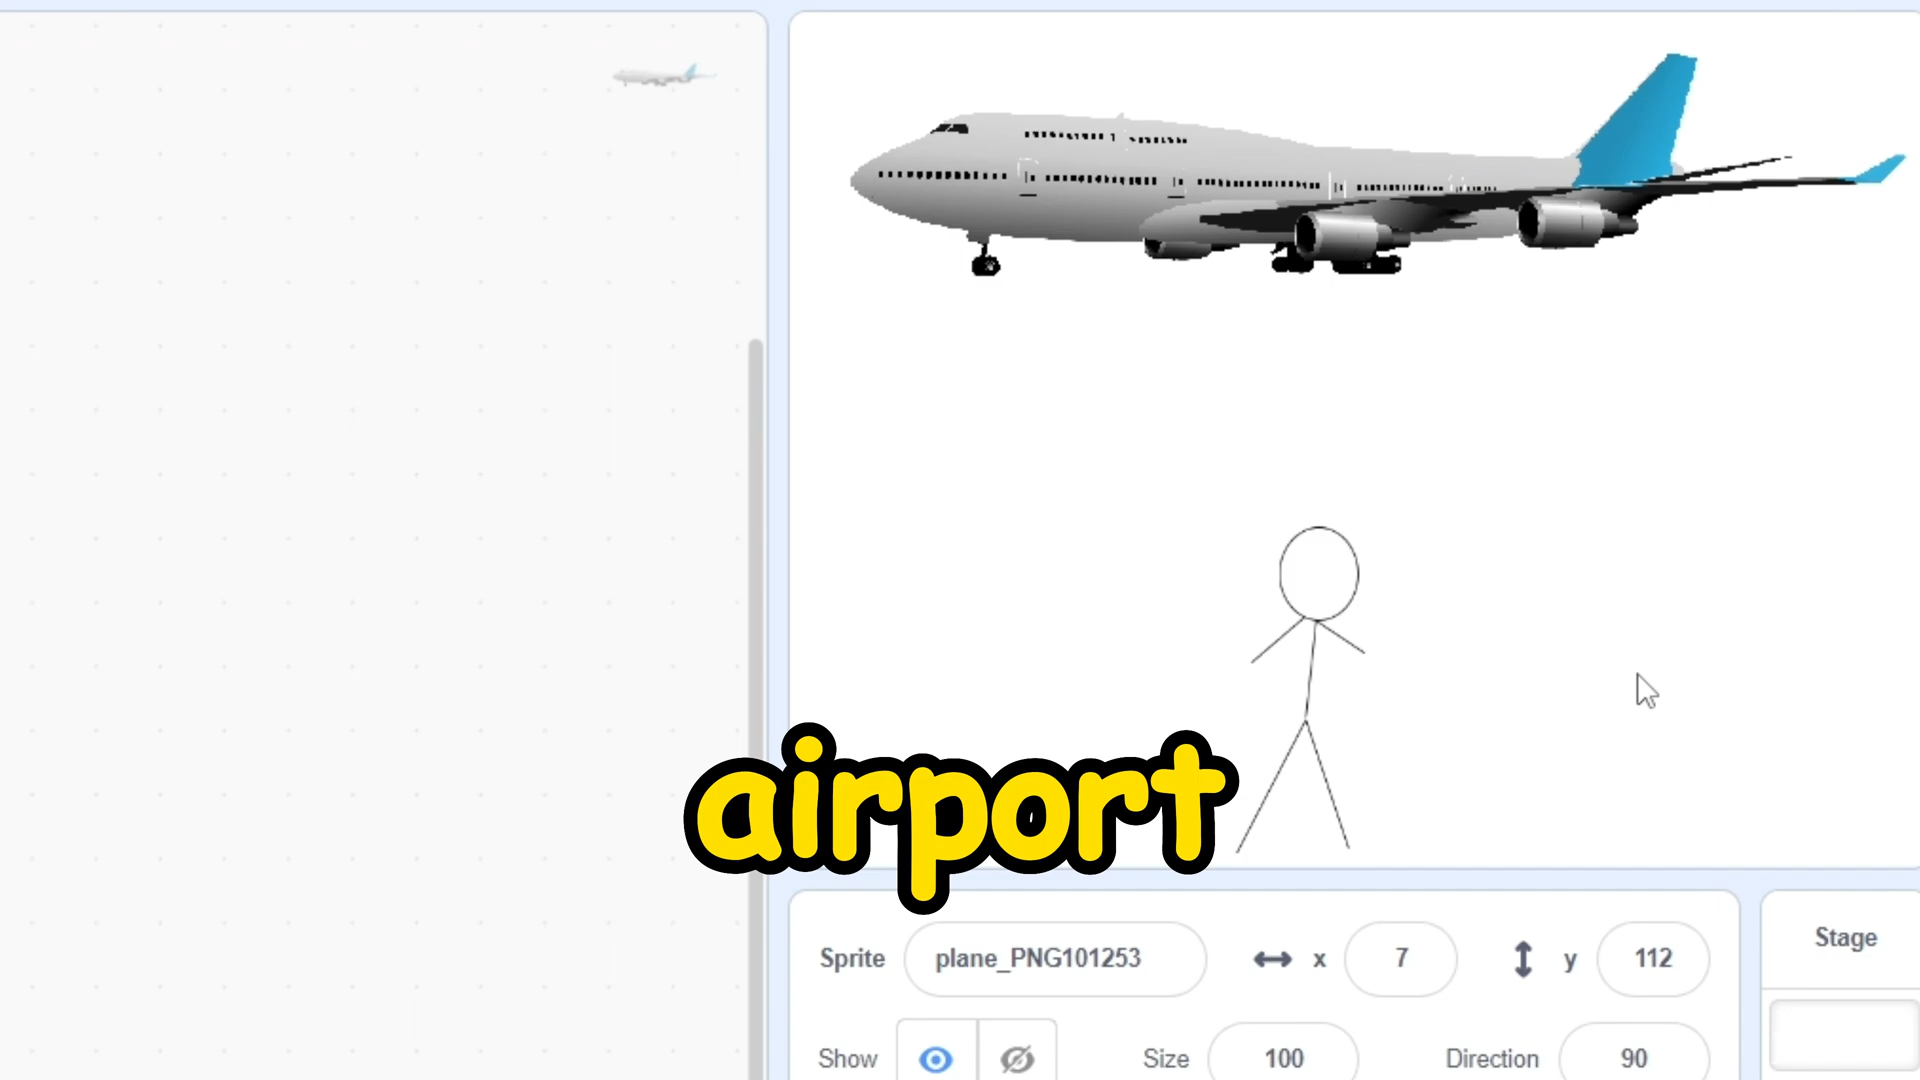 airport
Sprite plane_PNG101253 x 7 y 112
Stage
Show Size 100 Direction 90